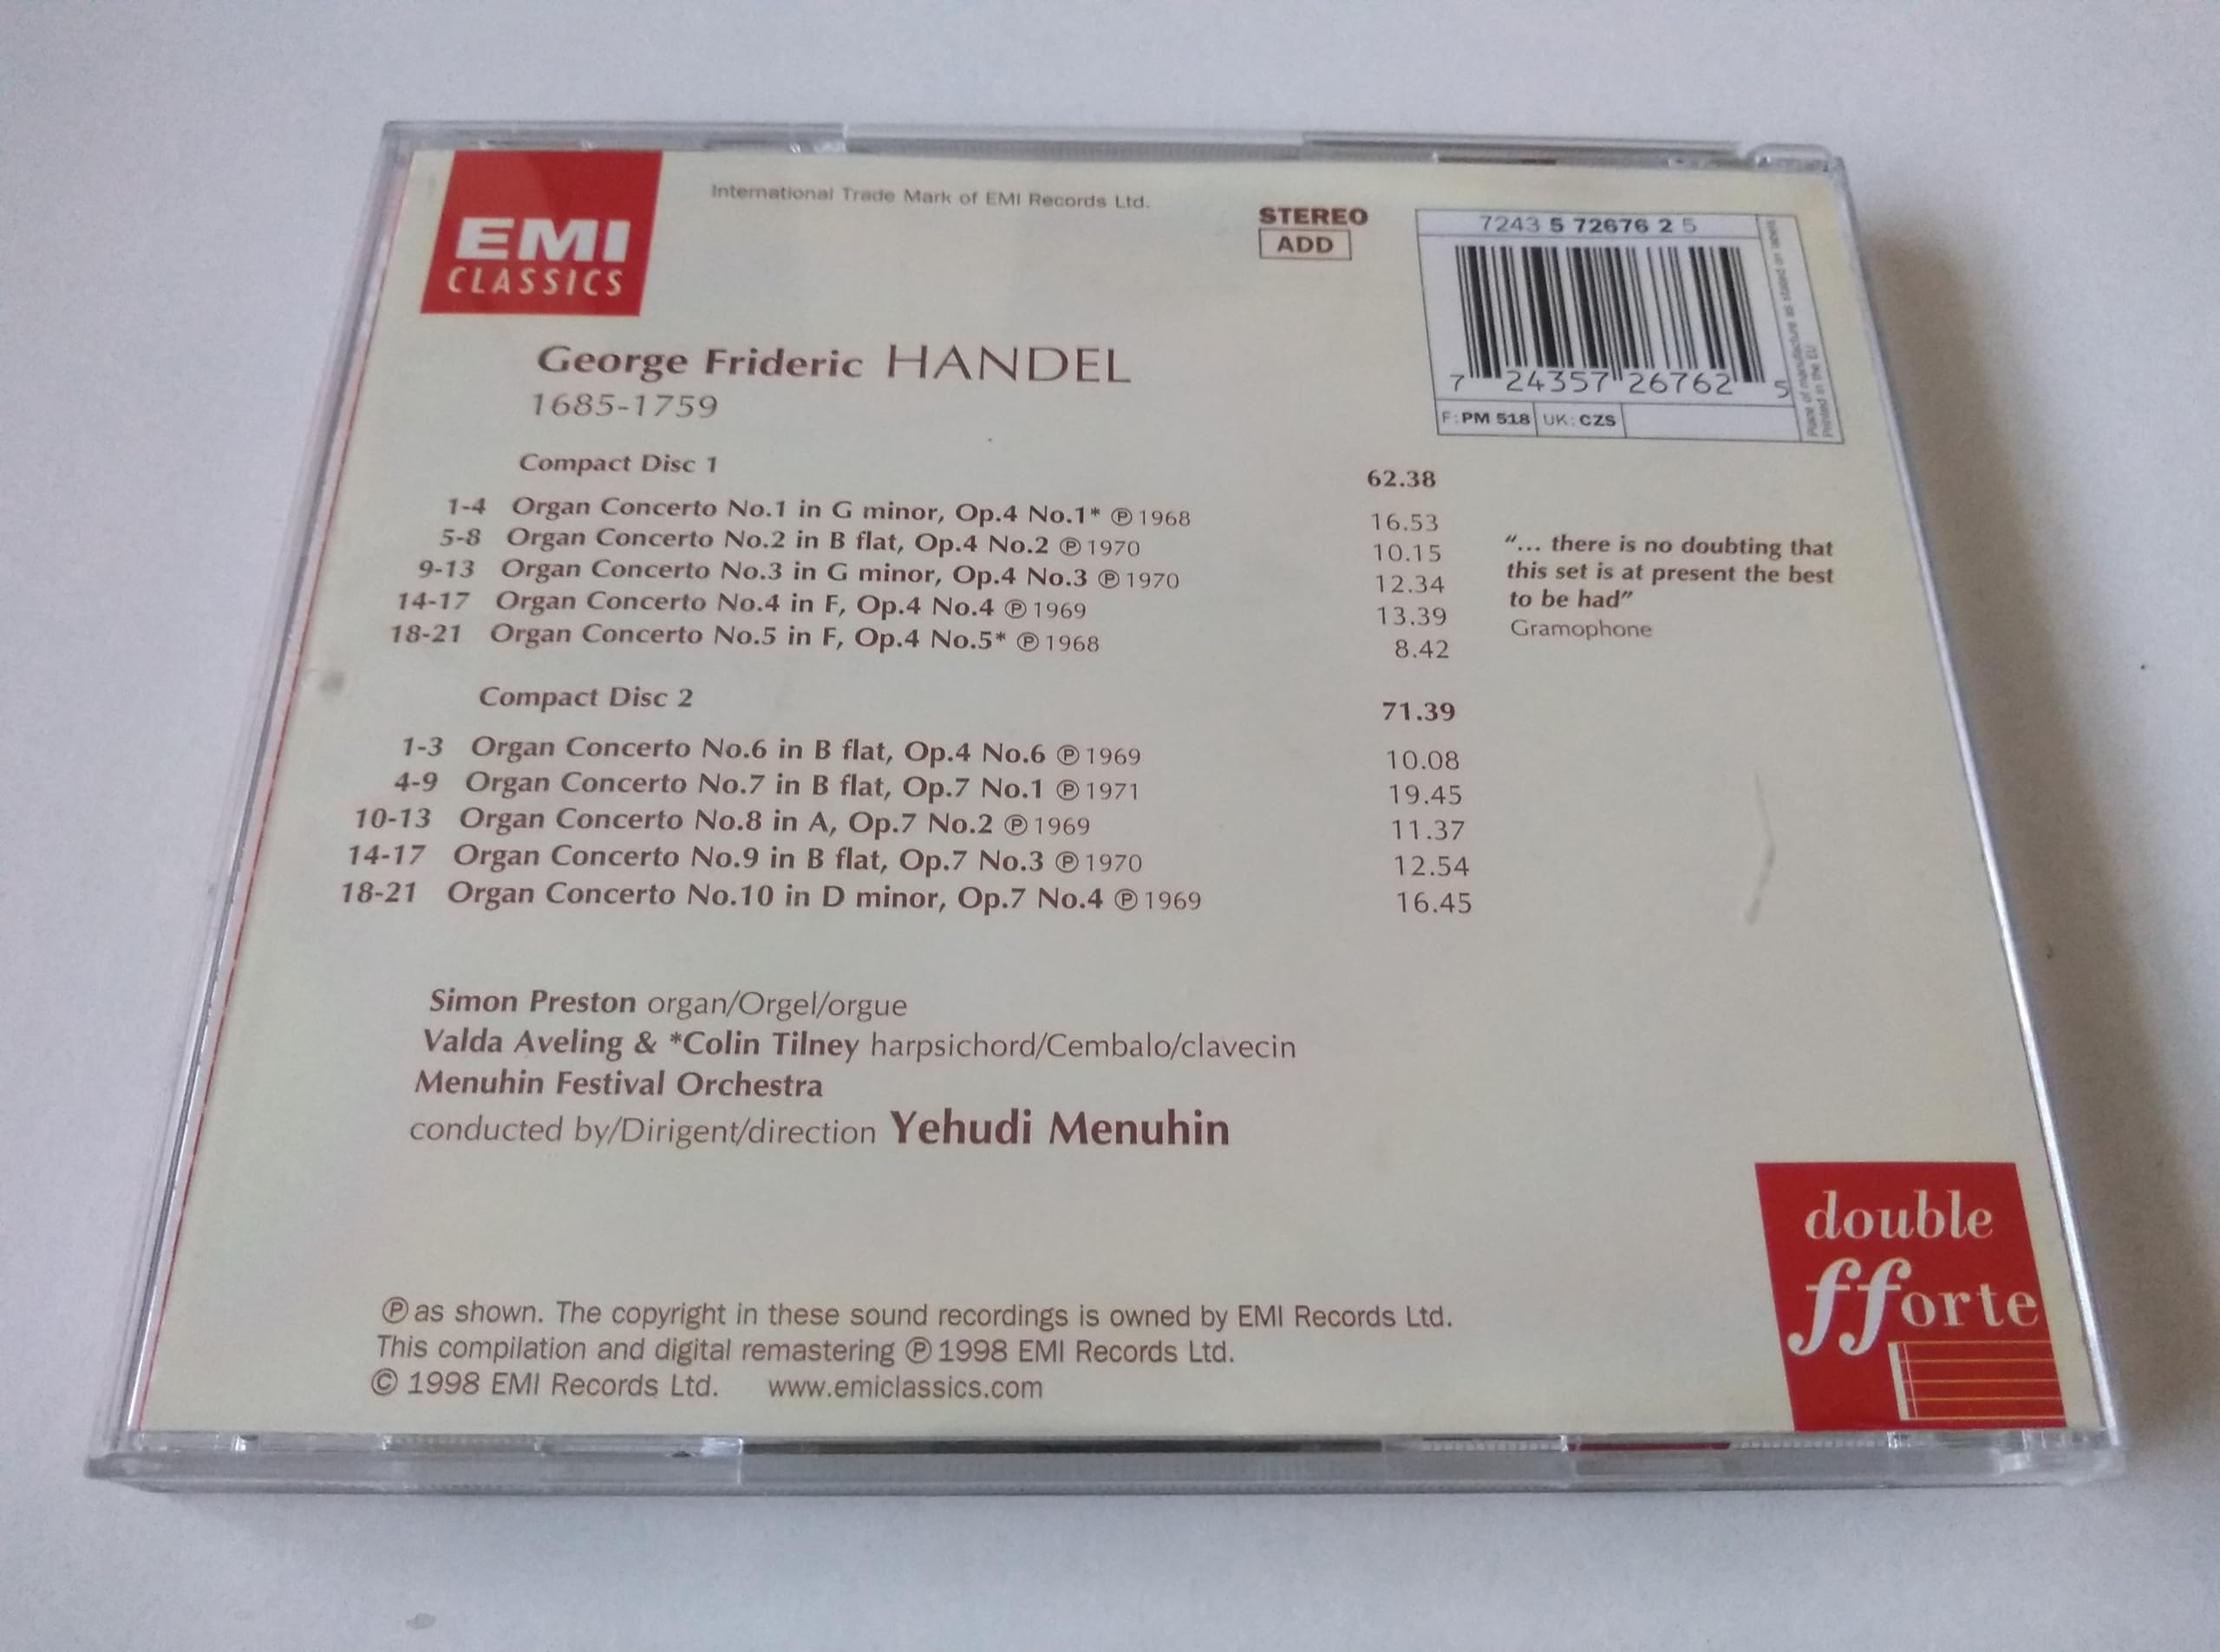 EMI
CLASSICS
International Trade Mark of EMI Records Ltd.
STEREO
ADD
7243 5 72676 2 5
7 24357 26762 5
F: PM 518 UK: CZS
Place of manufacture as stated on labels
Printed in the EU
George Frideric HANDEL
1685-1759
Compact Disc 1 62.38
1-4 Organ Concerto No.1 in G minor, Op.4 No.1* ℗ 1968 16.53
5-8 Organ Concerto No.2 in B flat, Op.4 No.2 ℗ 1970 10.15
9-13 Organ Concerto No.3 in G minor, Op.4 No.3 ℗ 1970 12.34
14-17 Organ Concerto No.4 in F, Op.4 No.4 ℗ 1969 13.39
18-21 Organ Concerto No.5 in F, Op.4 No.5* ℗ 1968 8.42
"... there is no doubting that
this set is at present the best
to be had"
Gramophone
Compact Disc 2 71.39
1-3 Organ Concerto No.6 in B flat, Op.4 No.6 ℗ 1969 10.08
4-9 Organ Concerto No.7 in B flat, Op.7 No.1 ℗ 1971 19.45
10-13 Organ Concerto No.8 in A, Op.7 No.2 ℗ 1969 11.37
14-17 Organ Concerto No.9 in B flat, Op.7 No.3 ℗ 1970 12.54
18-21 Organ Concerto No.10 in D minor, Op.7 No.4 ℗ 1969 16.45
Simon Preston organ/Orgel/orgue
Valda Aveling & *Colin Tilney harpsichord/Cembalo/clavecin
Menuhin Festival Orchestra
conducted by/Dirigent/direction Yehudi Menuhin
℗ as shown. The copyright in these sound recordings is owned by EMI Records Ltd.
This compilation and digital remastering ℗ 1998 EMI Records Ltd.
© 1998 EMI Records Ltd. www.emiclassics.com
double
fforte